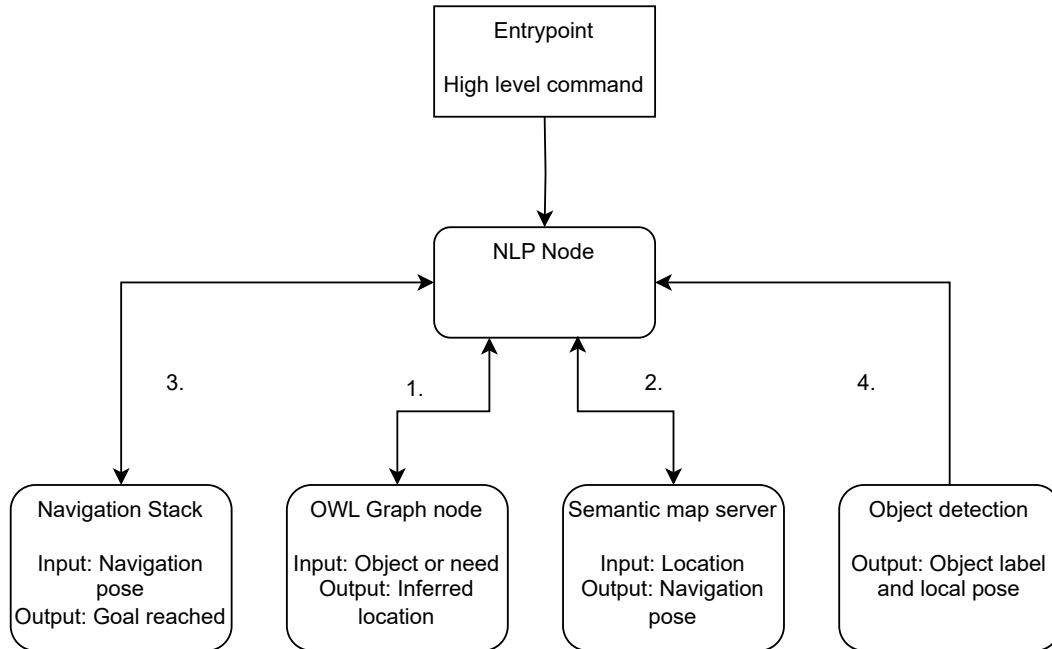 Entrypoint
High level command
NLP Node
3.
1.
2.
4.
Navigation Stack
Input: Navigation
pose
Output: Goal reached
OWL Graph node
Input: Object or need
Output: Inferred
location
Semantic map server
Input: Location
Output: Navigation
pose
Object detection
Output: Object label
and local pose